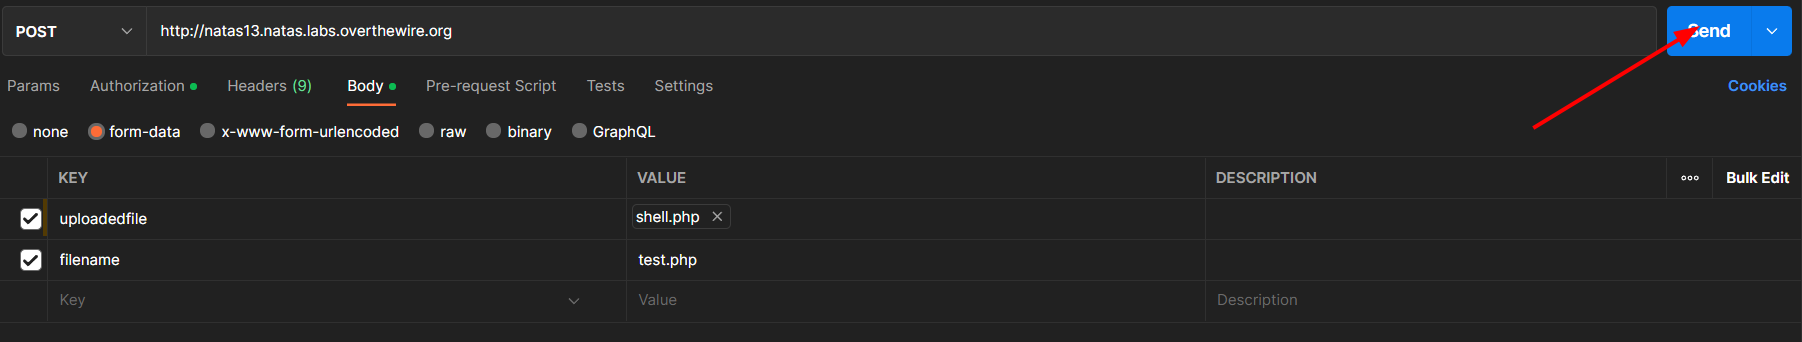 POST http://natas13.natas.labs.overthewire.org Send
Params Authorization Headers (9) Body Pre-request Script Tests Settings Cookies
none form-data x-www-form-urlencoded raw binary GraphQL
KEY VALUE DESCRIPTION Bulk Edit
uploadedfile shell.php
filename test.php
Key Value Description